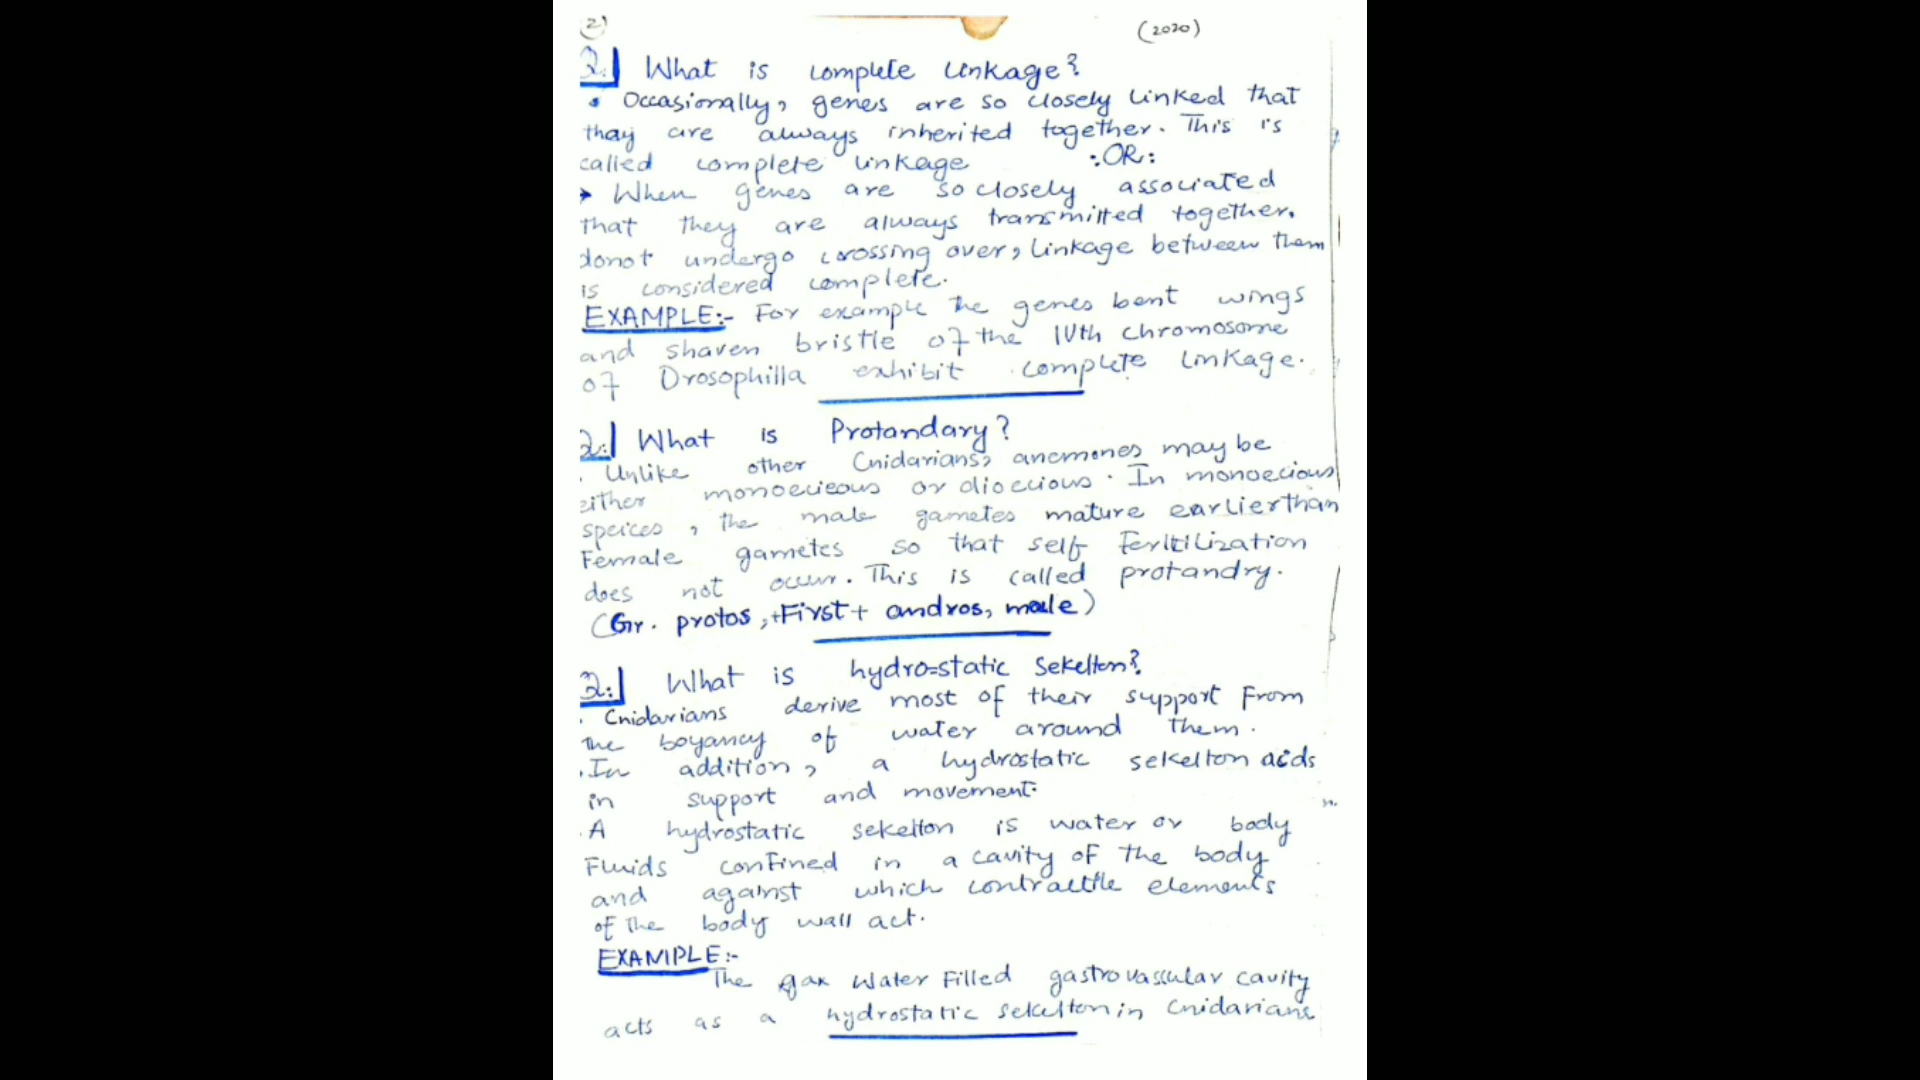 (2)
(2020)
Q. What is complete linkage?
• Occasionally, genes are so closely linked that
thay are always inherited together. This is
called complete linkage :OR:
→ When genes are so closely associated
that they are always transmitted together.
donot undergo crossing over, linkage between them
is considered complete.
EXAMPLE:- For example the genes bent wings
and shaven bristle of the IVth chromosome
of Drosophilla exhibit complete linkage.
Q. What is Protandary?
. Unlike other Cnidarians, anemones may be
either monoecieous or dioecious. In monoecious
speices, the male gametes mature earlier than
Female gametes so that self Ferltilization
does not occur. This is called protandry.
(Gr. protos, +First + andros, male)
Q. What is hydro=static Sekelton?
. Cnidarians derive most of their support From
the boyancy of water around them.
. In addition, a hydrostatic sekelton aids
in support and movement.
. A hydrostatic sekelton is water or body
Fluids confined in a cavity of the body
and against which contractile elements
of the body wall act.
EXAMPLE:-
The water Filled gastrovascular cavity
acts as a hydrostatic sekelton in Cnidarians